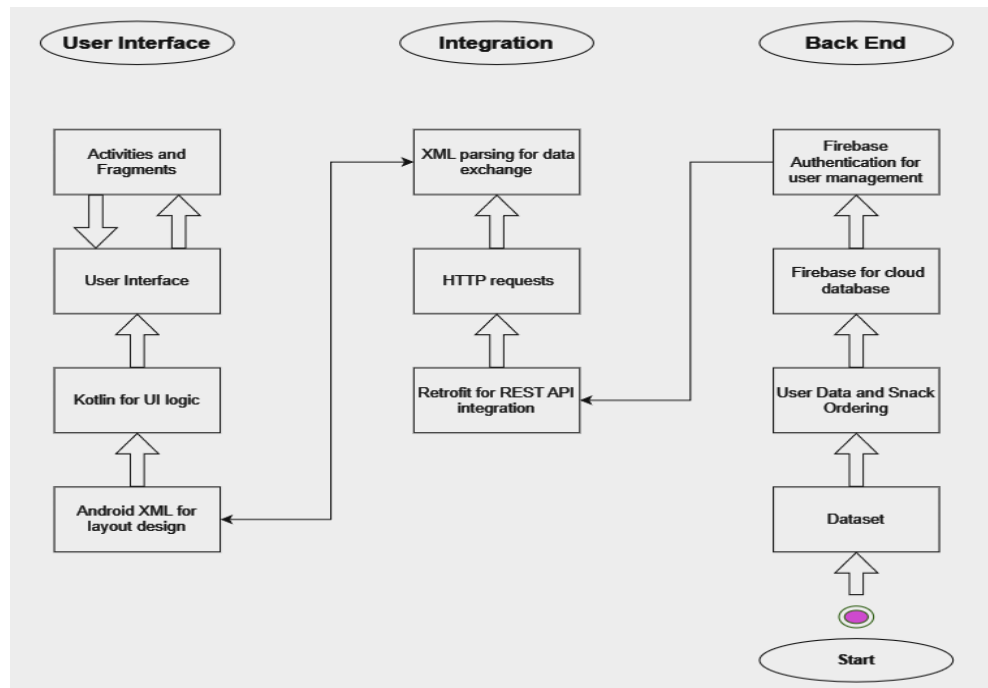 User Interface
Integration
Back End
Activities and
Fragments
XML parsing for data
exchange
Firebase
Authentication for
user management
User Interface
HTTP requests
Firebase for cloud
database
Kotlin for UI logic
Retrofit for REST API
integration
User Data and Snack
Ordering
Android XML for
layout design
Dataset
Start